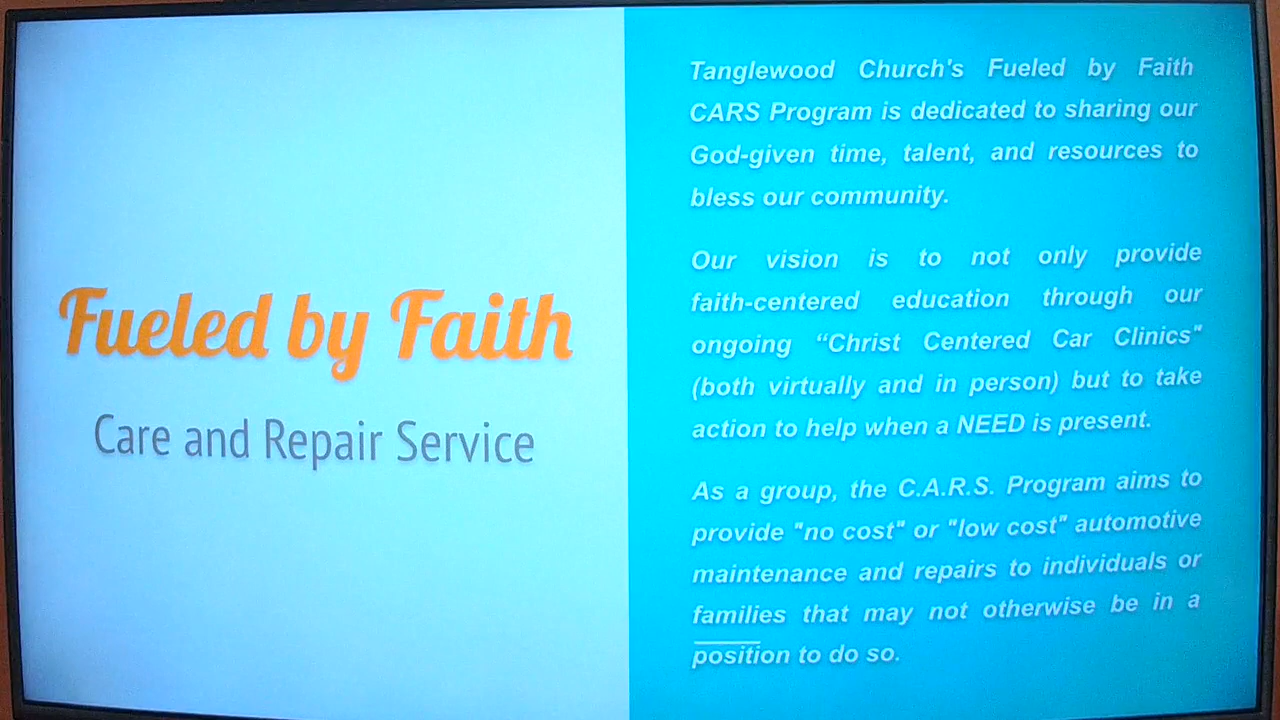 Fueled by Faith
Care and Repair Service
Tanglewood Church's Fueled by Faith
CARS Program is dedicated to sharing our
God-given time, talent, and resources to
bless our community.
Our vision is to not only provide
faith-centered education through our
ongoing “Christ Centered Car Clinics"
(both virtually and in person) but to take
action to help when a NEED is present.
As a group, the C.A.R.S. Program aims to
provide "no cost" or "low cost" automotive
maintenance and repairs to individuals or
families that may not otherwise be in a
position to do so.